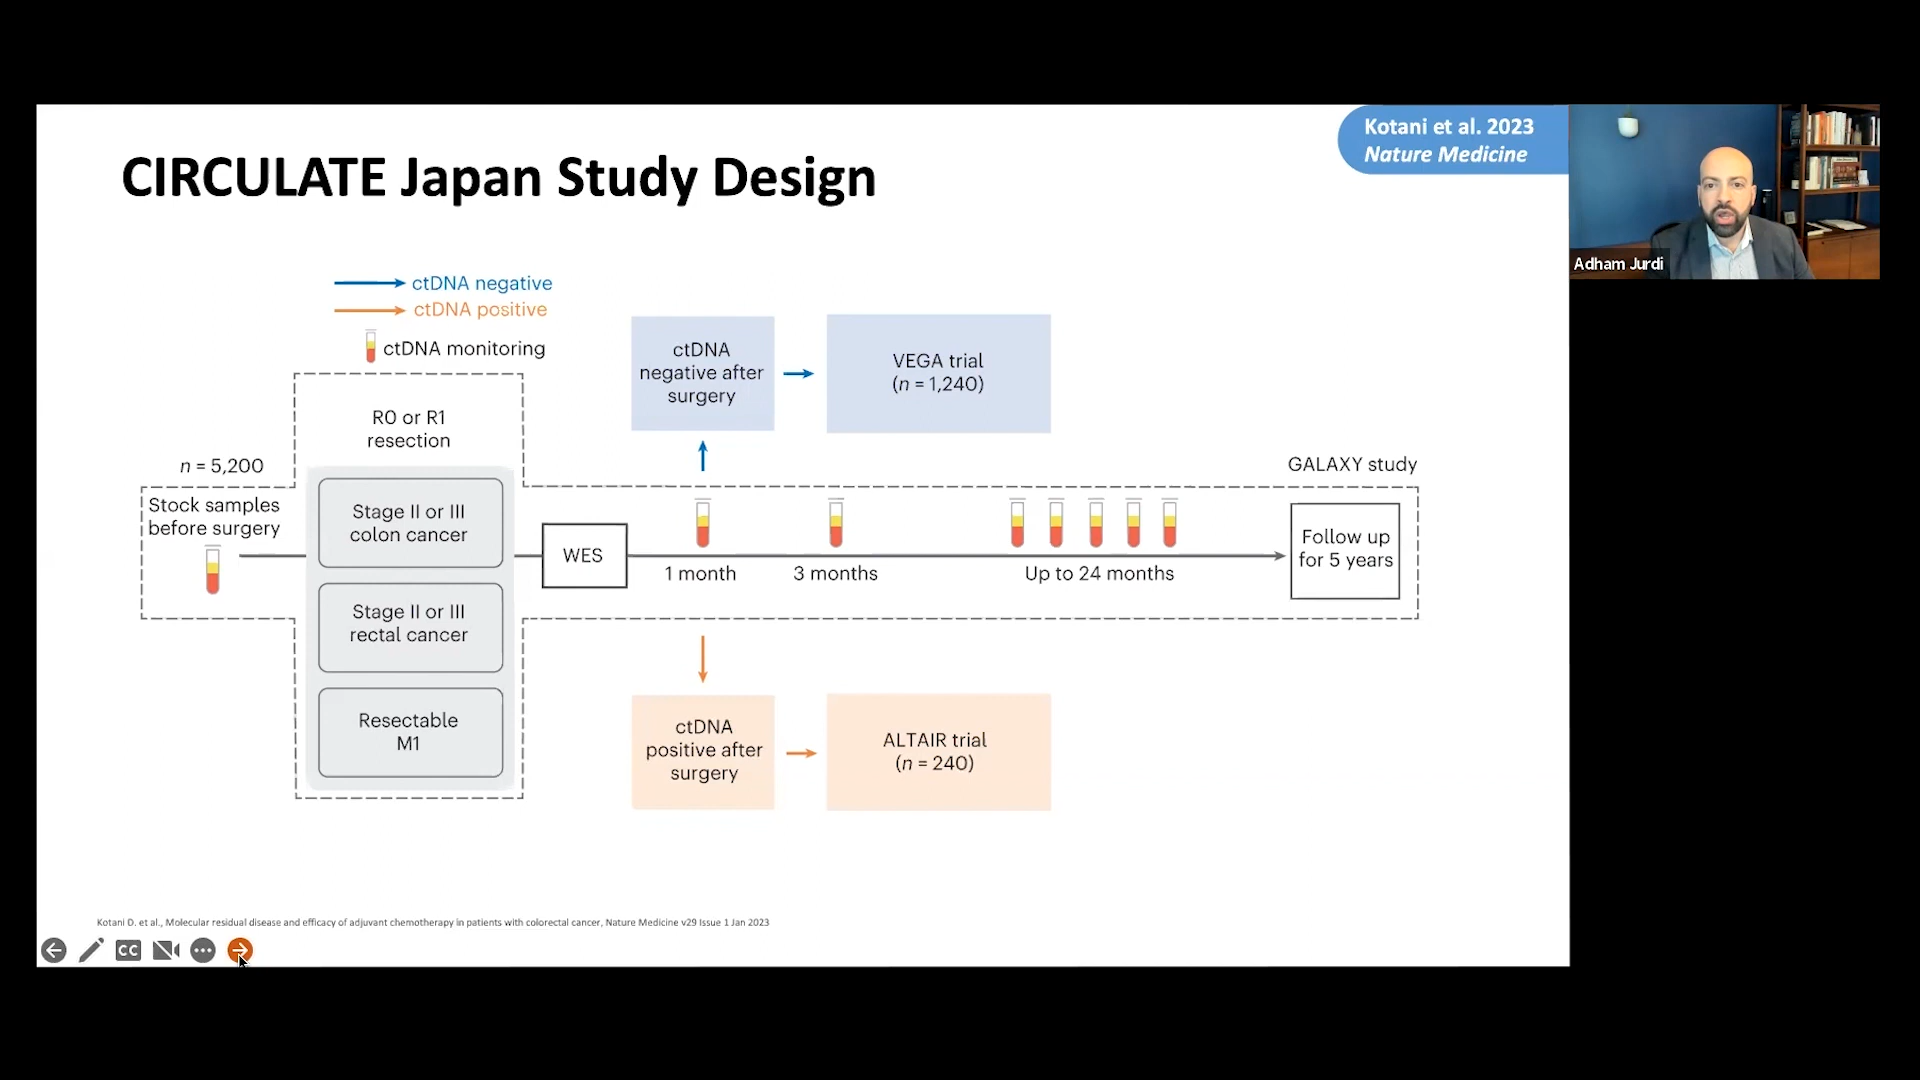 Kotani et al. 2023
Nature Medicine
CIRCULATE Japan Study Design
Adham Jurdi
ctDNA negative
ctDNA positive
ctDNA monitoring
R0 or R1
resection
n = 5,200
Stock samples
before surgery
Stage II or III
colon cancer
Stage II or III
rectal cancer
Resectable
M1
WES
ctDNA
negative after
surgery
VEGA trial
(n = 1,240)
1 month
3 months
Up to 24 months
GALAXY study
Follow up
for 5 years
ctDNA
positive after
surgery
ALTAIR trial
(n = 240)
Kotani D. et al., Molecular residual disease and efficacy of adjuvant chemotherapy in patients with colorectal cancer, Nature Medicine v29 Issue 1 Jan 2023
CC